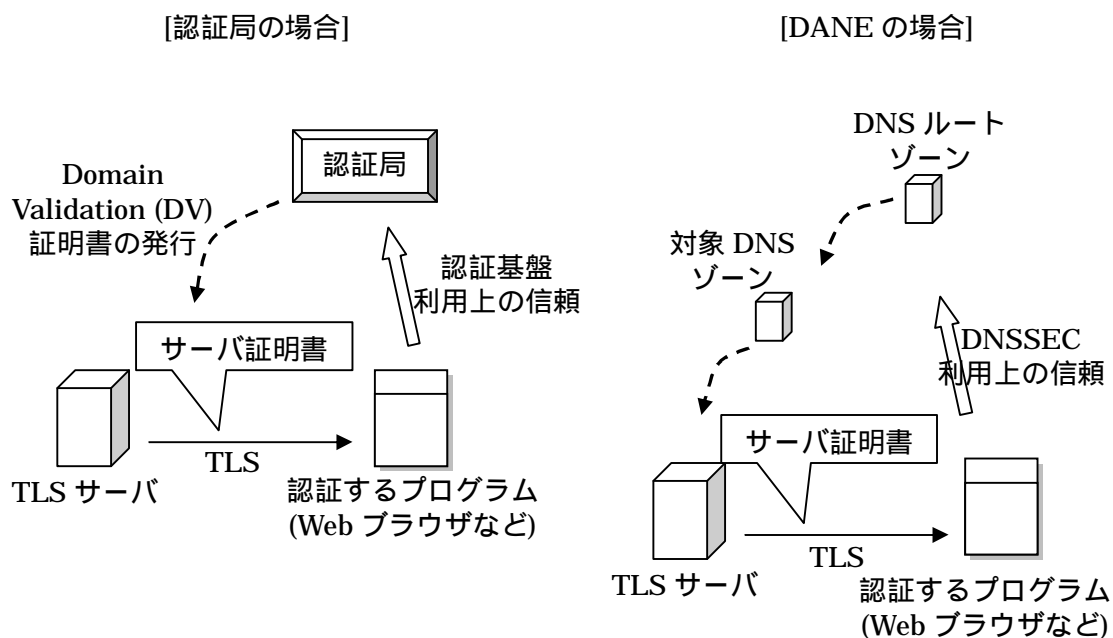 [認証局の場合]
認証局
Domain
Validation (DV)
証明書の発行
認証基盤
利用上の信頼
サーバ証明書
TLS
TLS サーバ
認証するプログラム
(Web ブラウザなど)
[DANE の場合]
DNS ルート
ゾーン
対象 DNS
ゾーン
DNSSEC
利用上の信頼
サーバ証明書
TLS
TLS サーバ
認証するプログラム
(Web ブラウザなど)